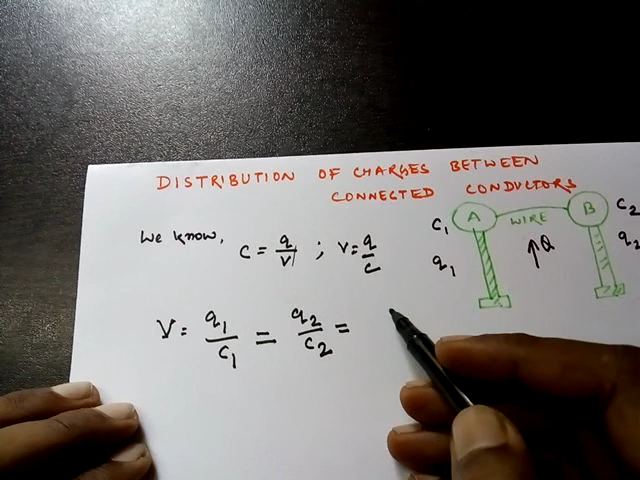 DISTRIBUTION OF CHARGES BETWEEN
CONNECTED CONDUCTORS
We know, C = q/V ; V = q/C
V = q₁/C₁ = q₂/C₂ =
C₁ A WIRE B C₂
q₁ ↑Q q₂